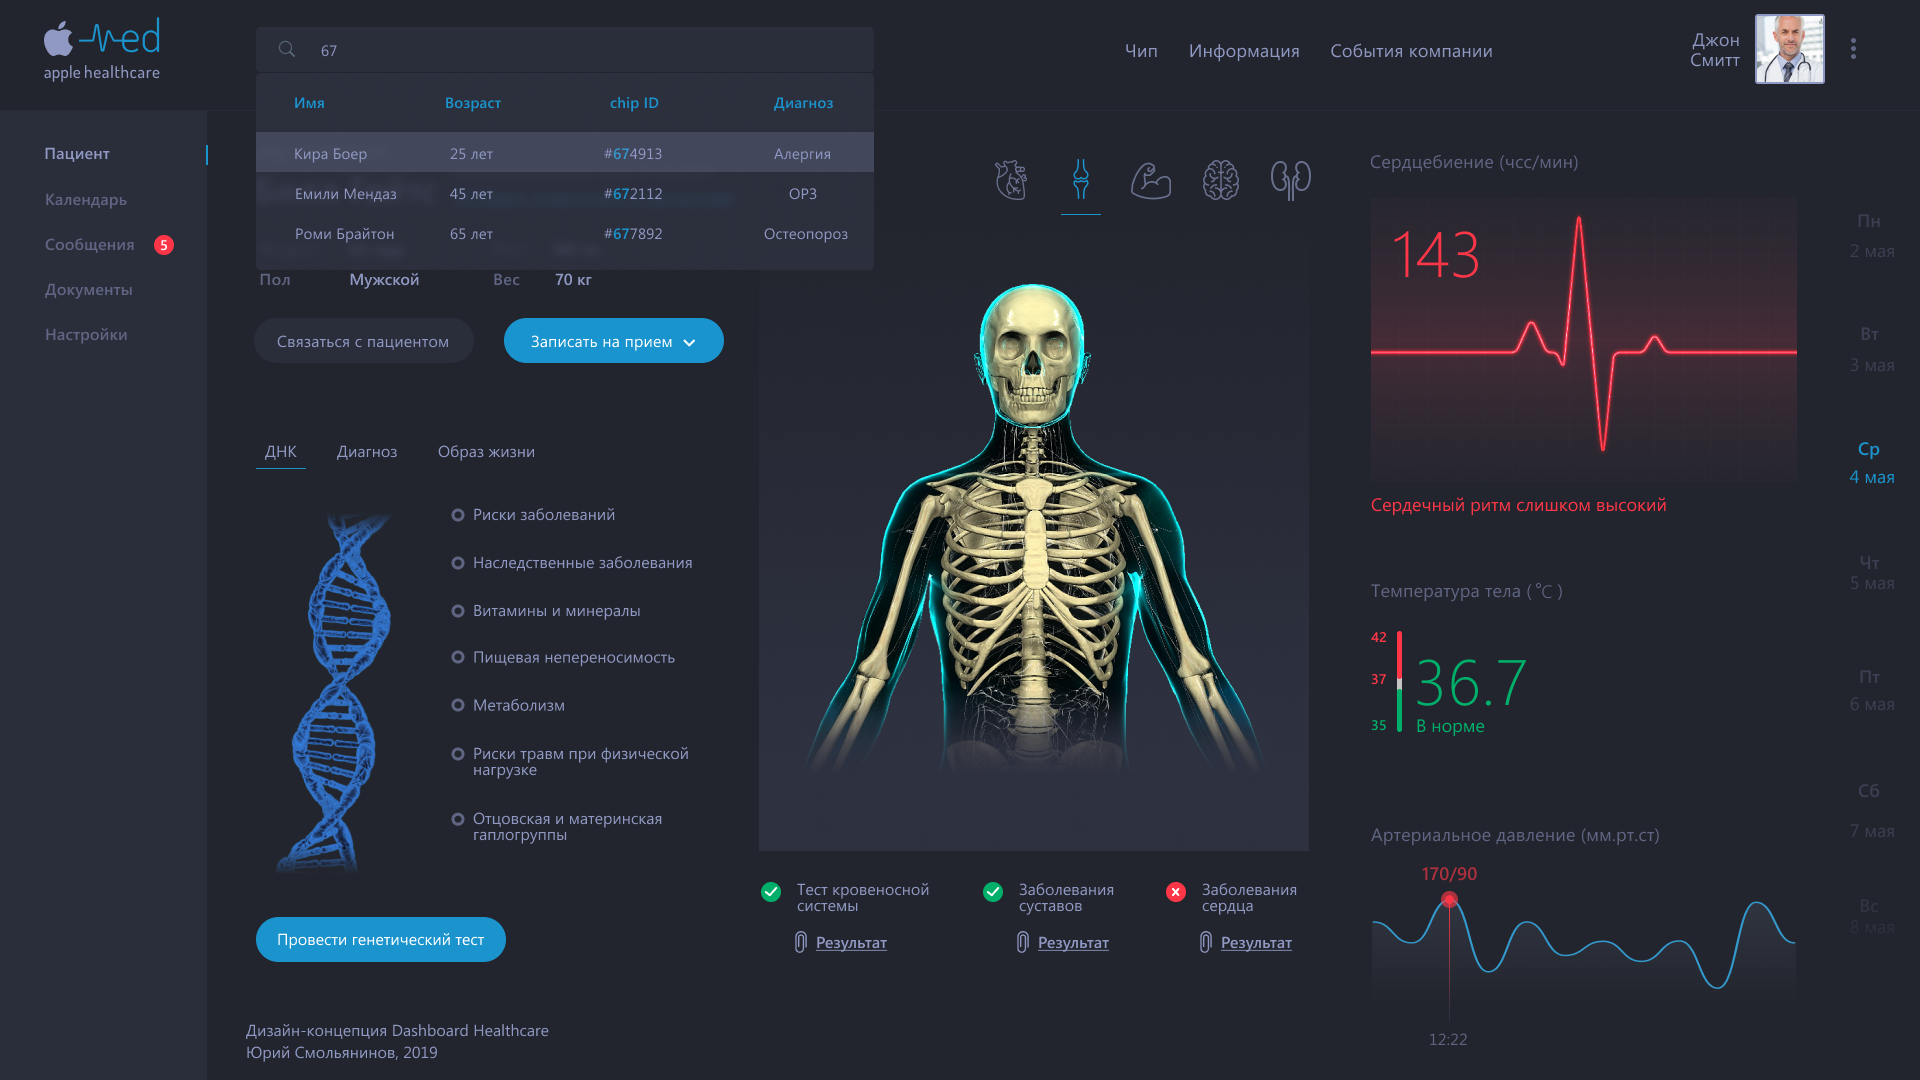 Med
apple healthcare
67
Чип
Информация
События компании
Джон
Смитт
Имя
Возраст
chip ID
Диагноз
Кира Боер
25 лет
#674913
Алергия
Емили Мендаз
45 лет
#672112
ОРЗ
Роми Брайтон
65 лет
#677892
Остеопороз
Пациент
Календарь
Сообщения
5
Документы
Настройки
Пол
Мужской
Вес
70 кг
Связаться с пациентом
Записать на прием
ДНК
Диагноз
Образ жизни
Риски заболеваний
Наследственные заболевания
Витамины и минералы
Пищевая непереносимость
Метаболизм
Риски травм при физической
нагрузке
Отцовская и материнская
гаплогруппы
Провести генетический тест
Тест кровеносной
системы
Результат
Заболевания
суставов
Результат
Заболевания
сердца
Результат
Сердцебиение (чсс/мин)
143
Сердечный ритм слишком высокий
Температура тела ( °C )
42
37
35
36.7
В норме
Артериальное давление (мм.рт.ст)
170/90
12:22
Пн
2 мая
Вт
3 мая
Ср
4 мая
Чт
5 мая
Пт
6 мая
Сб
7 мая
Вс
8 мая
Дизайн-концепция Dashboard Healthcare
Юрий Смольянинов, 2019